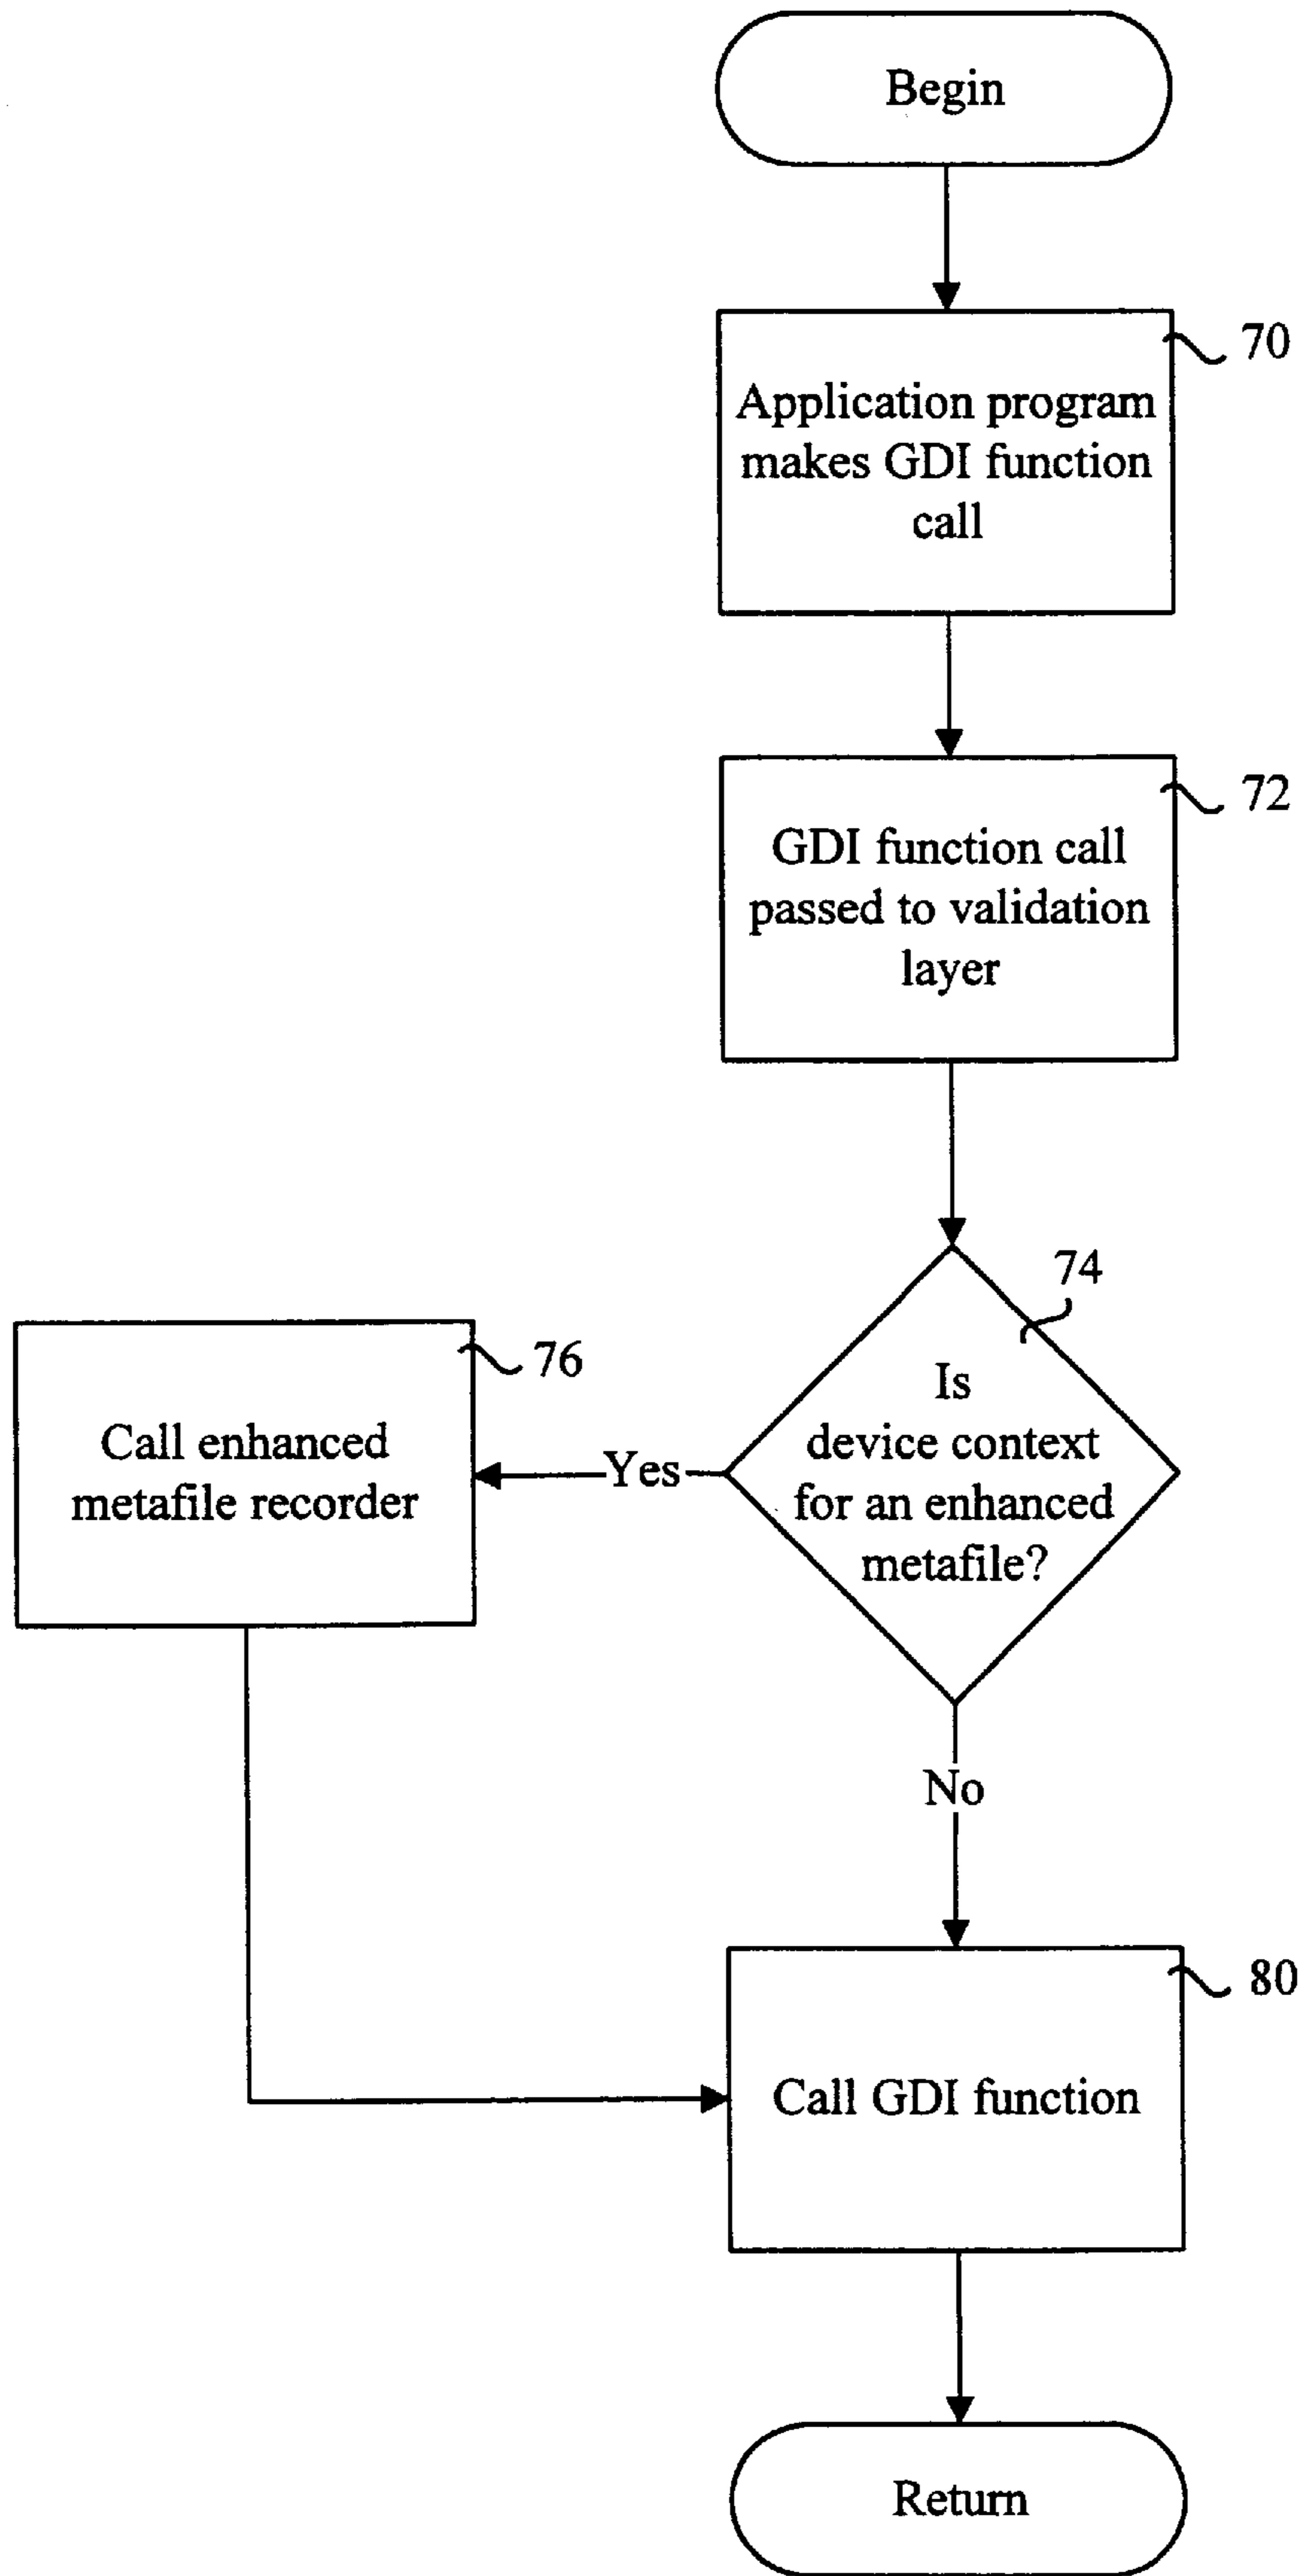 Begin
70
Application program
makes GDI function
call
72
GDI function call
passed to validation
layer
74
Is
device context
for an enhanced
metafile?
Yes
76
Call enhanced
metafile recorder
No
80
Call GDI function
Return